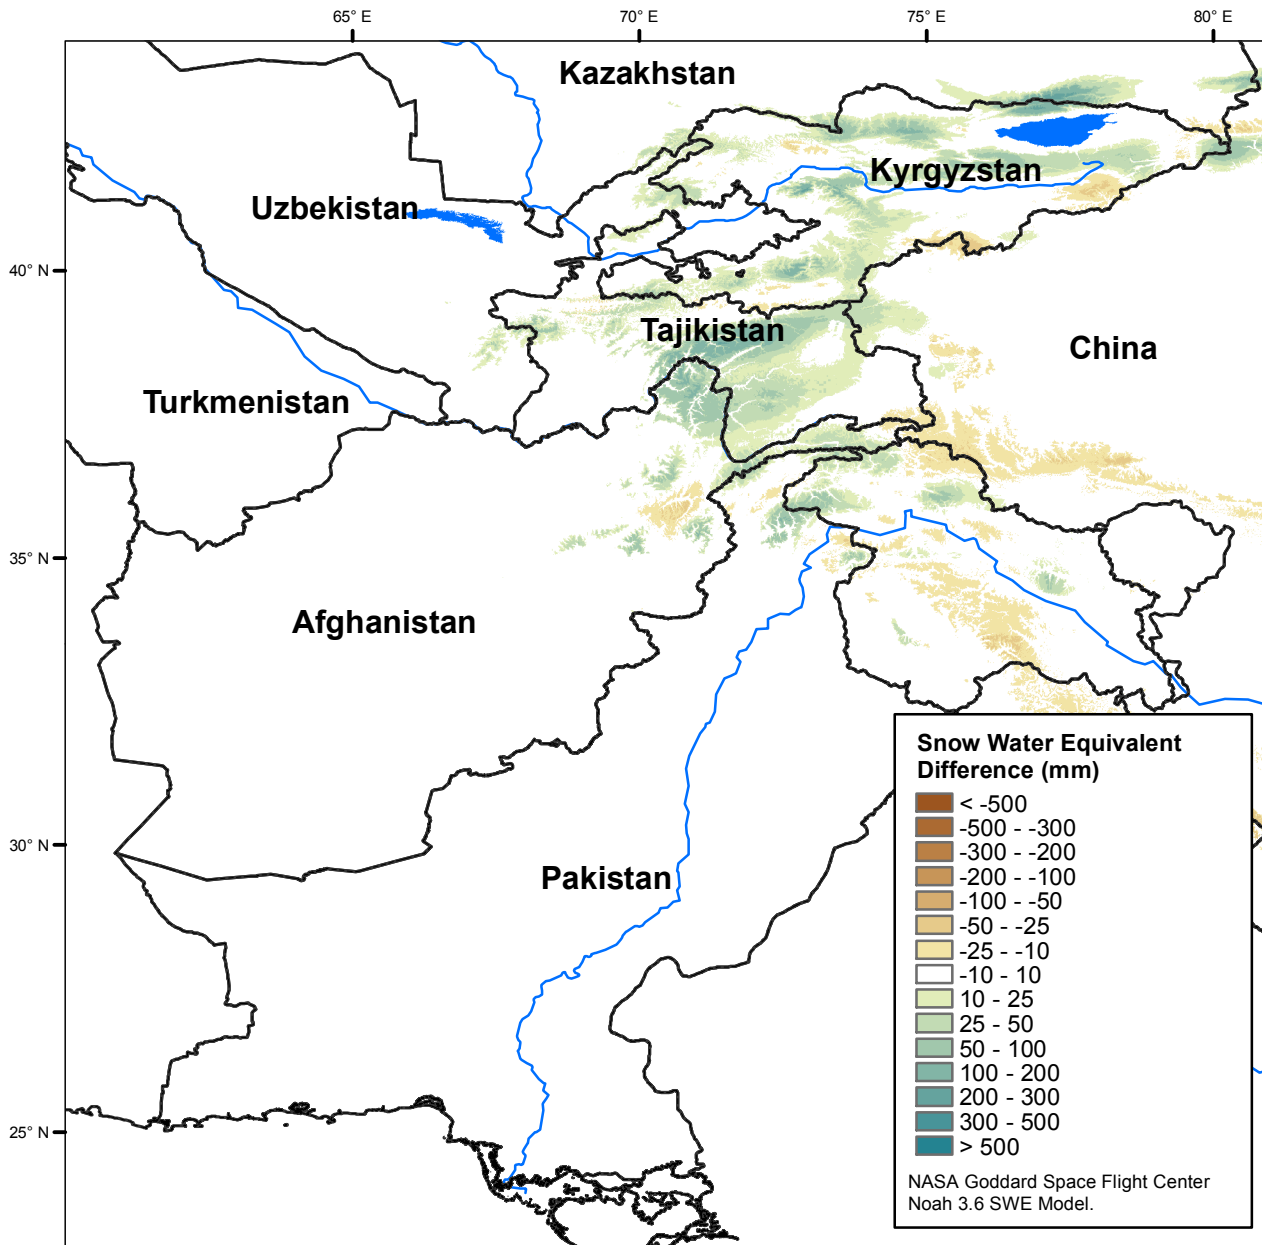 65° E
70° E
75° E
80° E
Kazakhstan
Kyrgyzstan
Uzbekistan
40° N
Tajikistan
China
Turkmenistan
35° N
Afghanistan
30° N
Pakistan
25° N
Snow Water Equivalent
Difference (mm)
< -500
-500 - -300
-300 - -200
-200 - -100
-100 - -50
-50 - -25
-25 - -10
-10 - 10
10 - 25
25 - 50
50 - 100
100 - 200
200 - 300
300 - 500
> 500
NASA Goddard Space Flight Center
Noah 3.6 SWE Model.